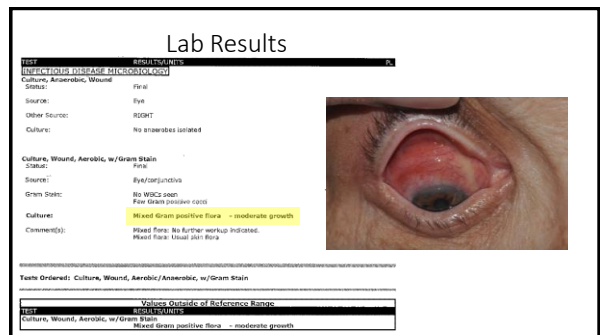 Lab Results
TEST RESULTS/UNITS PL
INFECTIOUS DISEASE MICROBIOLOGY
Culture, Anaerobic, Wound
Status: Final
Source: Eye
Other Source: RIGHT
Culture: No anaerobes isolated
Culture, Wound, Aerobic, w/Gram Stain
Status: Final
Source: Eye/conjunctiva
Gram Stain: No WBCs seen
Few Gram positive cocci
Culture: Mixed Gram positive flora - moderate growth
Comment(s): Mixed flora: No further workup indicated.
Mixed flora: Usual skin flora
Tests Ordered: Culture, Wound, Aerobic/Anaerobic, w/Gram Stain
Values Outside of Reference Range
TEST RESULTS/UNITS
Culture, Wound, Aerobic, w/Gram Stain
Mixed Gram positive flora - moderate growth